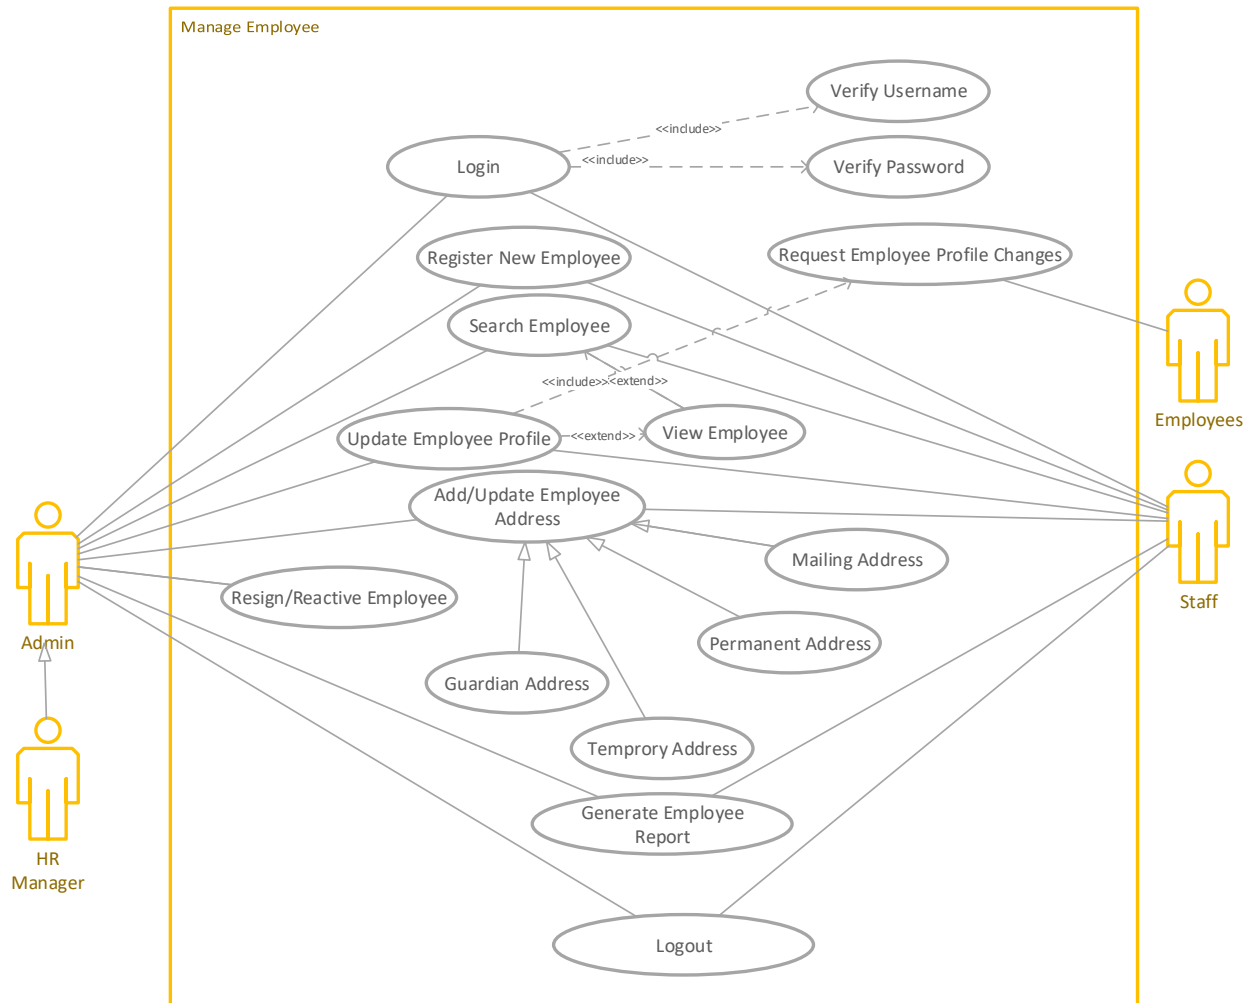 Manage Employee
Verify Username
<<include>>
Login
<<include>>
Verify Password
Register New Employee
Request Employee Profile Changes
Search Employee
<<include>>
<<extend>>
Employees
Update Employee Profile
<<extend>>
View Employee
Add/Update Employee
Address
Mailing Address
Resign/Reactive Employee
Staff
Admin
Permanent Address
Guardian Address
Temprory Address
Generate Employee
Report
HR
Manager
Logout